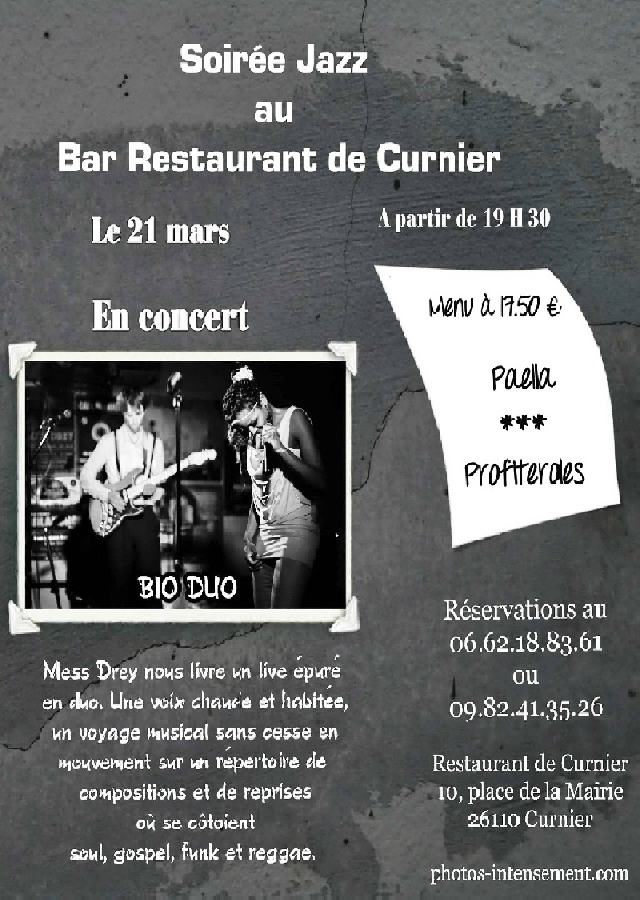 Soirée Jazz
au
Bar Restaurant de Curnier
Le 21 mars
A partir de 19 H 30
En concert
Menu à 17.50 €
Paella
***
Profiteroles
BIO DUO
Mess Drey nous livre un live épuré
en duo. Une voix chaude et habitée,
un voyage musical sans cesse en
mouvement sur un répertoire de
compositions et de reprises
où se côtoient
soul, gospel, funk et reggae.
Réservations au
06.62.18.83.61
ou
09.82.41.35.26
Restaurant de Curnier
10, place de la Mairie
26110 Curnier
photos-intensement.com